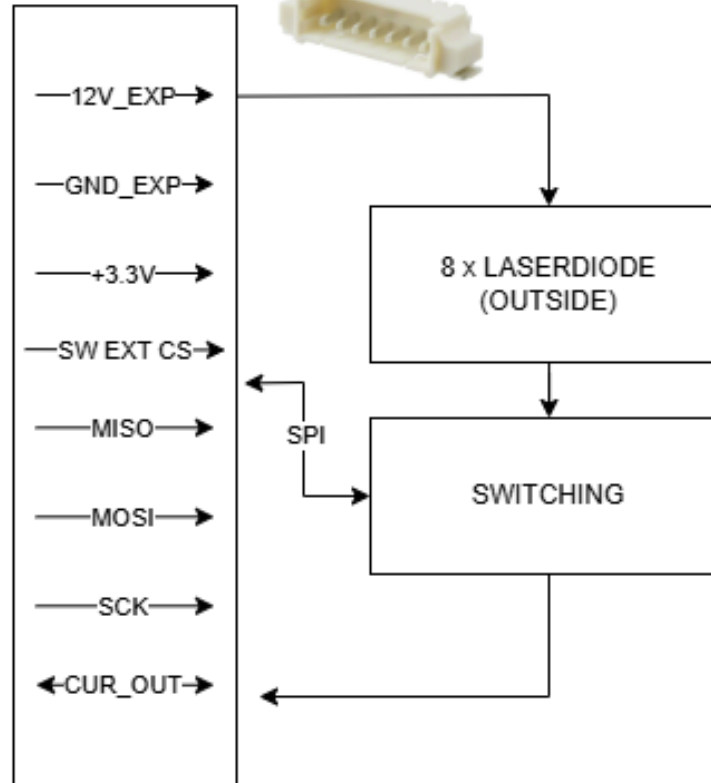 12V_EXP
GND_EXP
+3.3V
SW EXT CS
MISO
MOSI
SCK
CUR_OUT
SPI
8 x LASERDIODE
(OUTSIDE)
SWITCHING